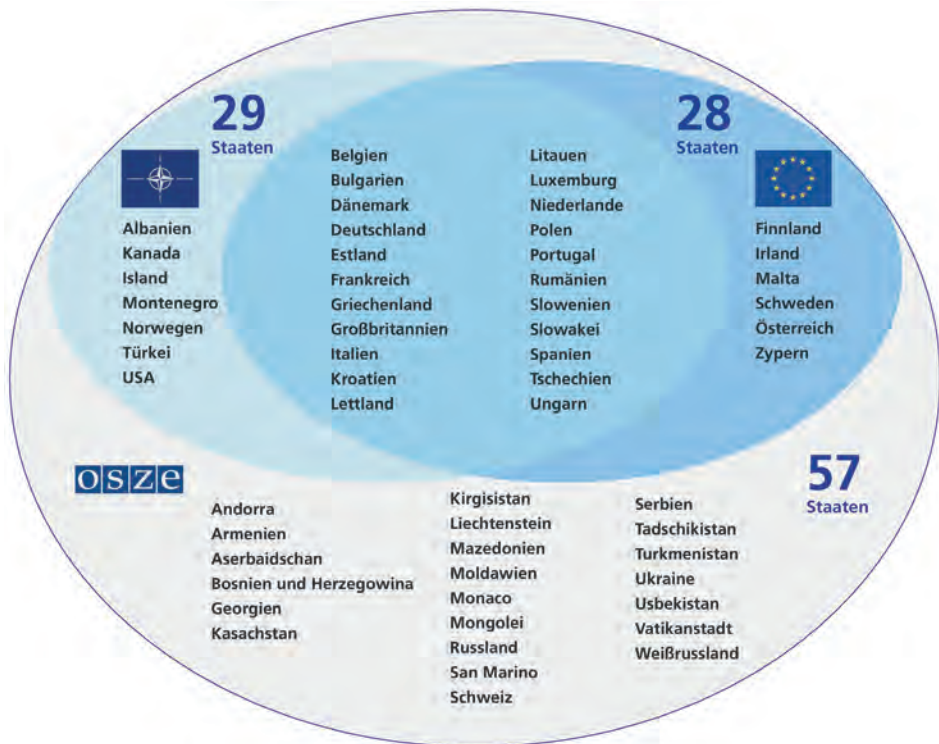 29
Staaten
Albanien
Kanada
Island
Montenegro
Norwegen
Türkei
USA
Belgien
Bulgarien
Dänemark
Deutschland
Estland
Frankreich
Griechenland
Großbritannien
Italien
Kroatien
Lettland
Litauen
Luxemburg
Niederlande
Polen
Portugal
Rumänien
Slowenien
Slowakei
Spanien
Tschechien
Ungarn
28
Staaten
Finnland
Irland
Malta
Schweden
Österreich
Zypern
osze
Andorra
Armenien
Aserbaidschan
Bosnien und Herzegowina
Georgien
Kasachstan
Kirgisistan
Liechtenstein
Mazedonien
Moldawien
Monaco
Mongolei
Russland
San Marino
Schweiz
Serbien
Tadschikistan
Turkmenistan
Ukraine
Usbekistan
Vatikanstadt
Weißrussland
57
Staaten